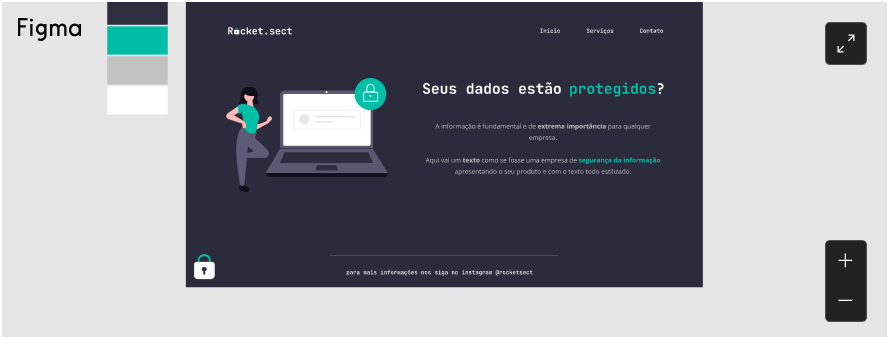 Figma
Rocket.sect
Início Serviços Contato
Seus dados estão protegidos?
A informação é fundamental e de extrema importância para qualquer
empresa.
Aqui vai um texto como se fosse uma empresa de segurança da informação
apresentando o seu produto e com o texto todo estilizado.
para mais informações nos siga no instagram @rocketsect